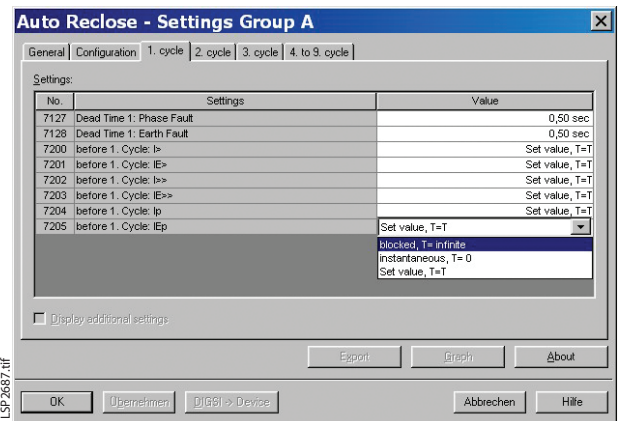 Auto Reclose - Settings Group A
General Configuration 1. cycle 2. cycle 3. cycle 4. to 9. cycle
Settings:
No. Settings Value
7127 Dead Time 1: Phase Fault 0,50 sec
7128 Dead Time 1: Earth Fault 0,50 sec
7200 before 1. Cycle: I> Set value, T=T
7201 before 1. Cycle: IE> Set value, T=T
7202 before 1. Cycle: I>> Set value, T=T
7203 before 1. Cycle: IE>> Set value, T=T
7204 before 1. Cycle: Ip Set value, T=T
7205 before 1. Cycle: IEp Set value, T=T
blocked, T= infinite
instantaneous, T= 0
Set value, T=T
Display additional settings
Export Graph About
OK Übernehmen DIGSI -> Device Abbrechen Hilfe
LSP2687.tif